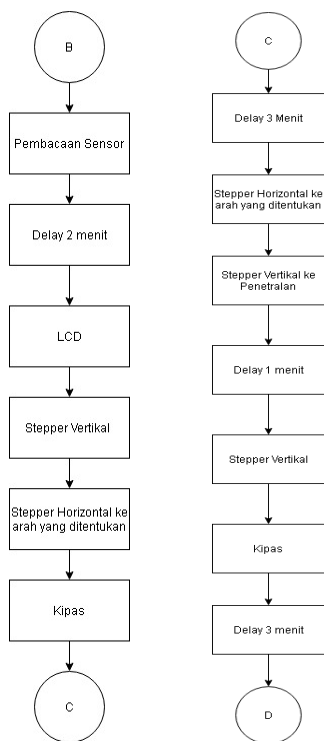 B
Pembacaan Sensor
Delay 2 menit
LCD
Stepper Vertikal
Stepper Horizontal ke
arah yang ditentukan
Kipas
C
C
Delay 3 Menit
Stepper Horizontal ke
arah yang ditentukan
Stepper Vertikal ke
Penetralan
Delay 1 menit
Stepper Vertikal
Kipas
Delay 3 menit
D